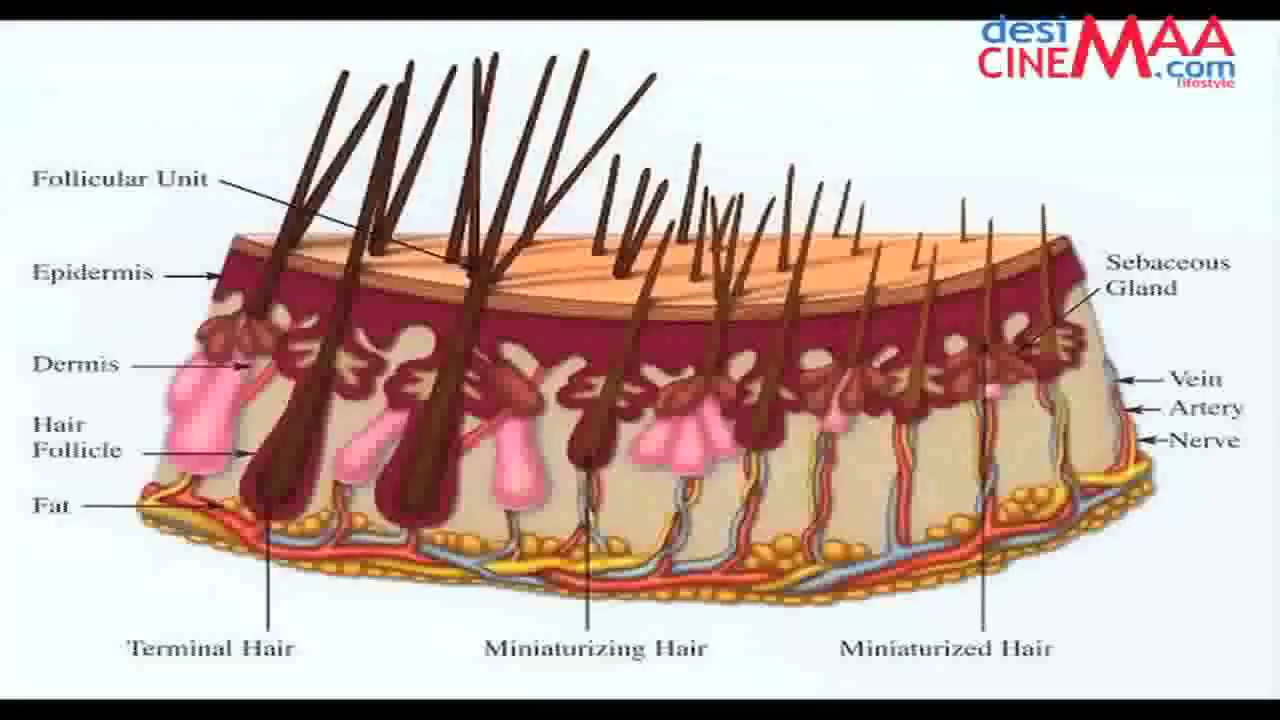 desi
CINEMAA
.com
lifestyle
Follicular Unit
Epidermis
Dermis
Hair
Follicle
Fat
Sebaceous
Gland
Vein
Artery
Nerve
Terminal Hair
Miniaturizing Hair
Miniaturized Hair